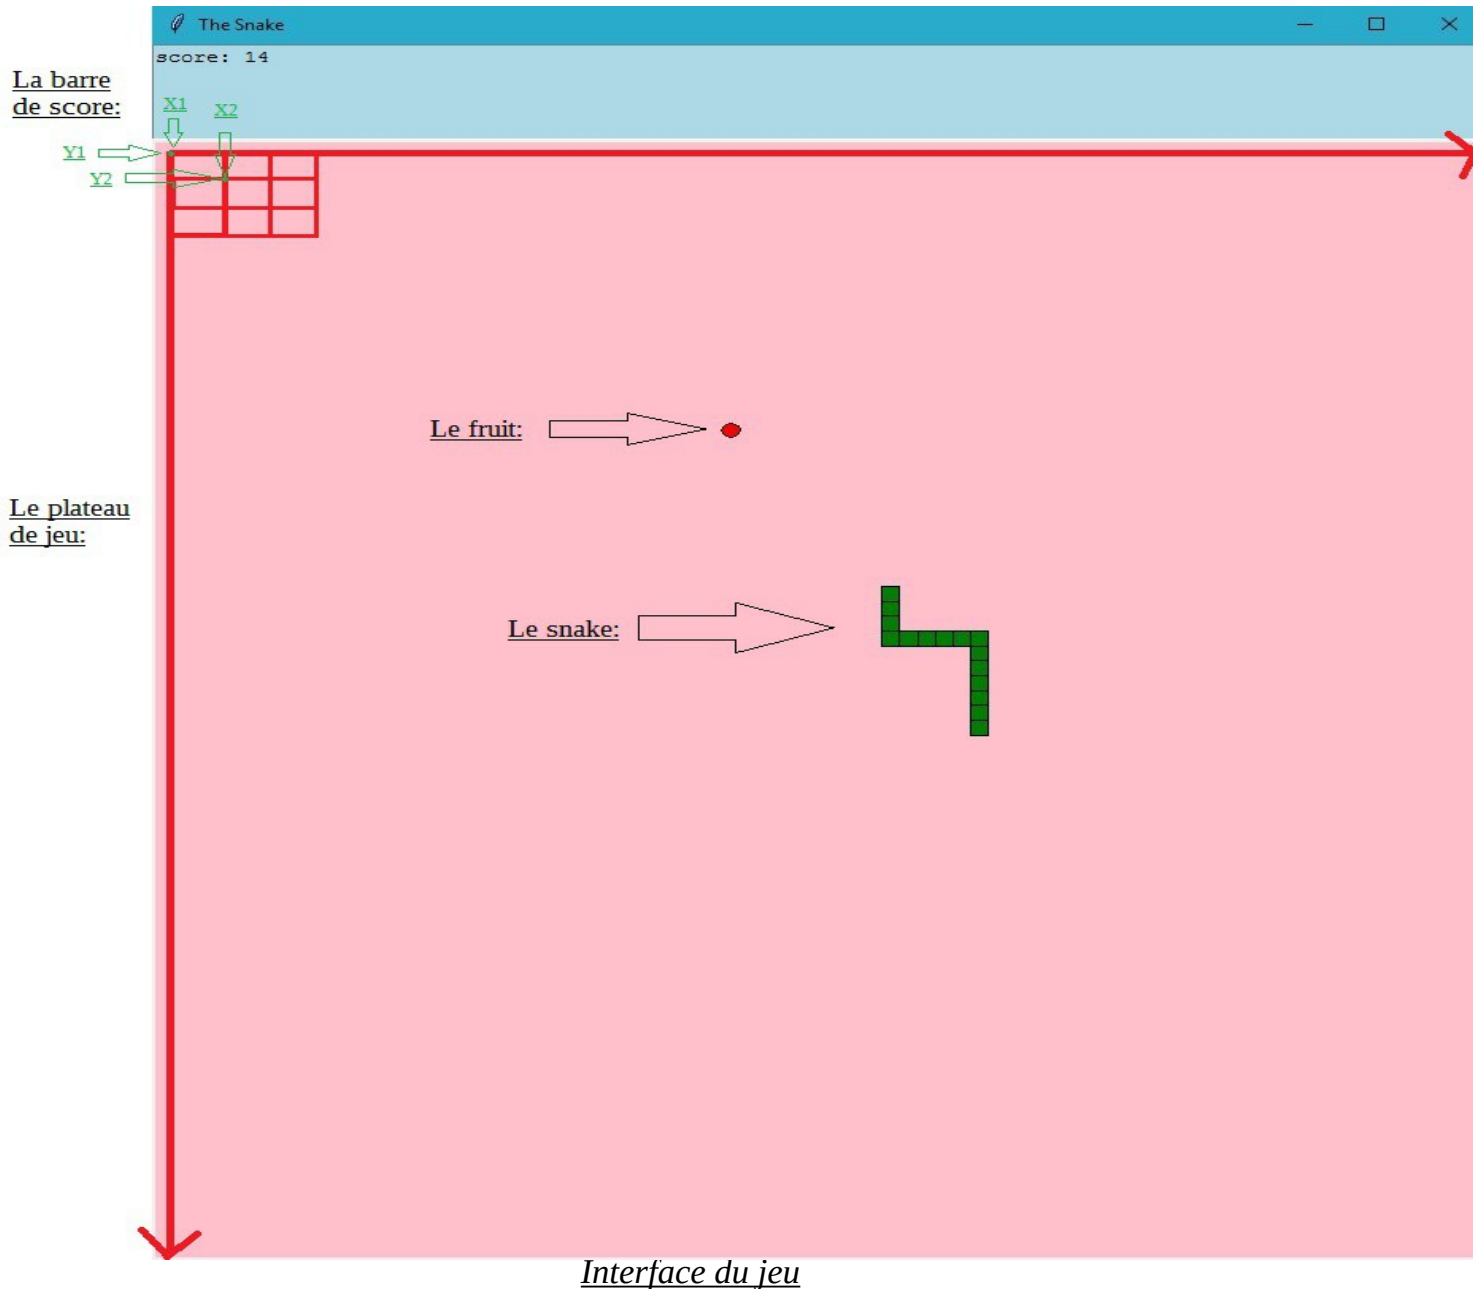 The Snake
score: 14
La barre
de score:
X1
X2
Y1
Y2
Le fruit:
Le plateau
de jeu:
Le snake:
Interface du jeu